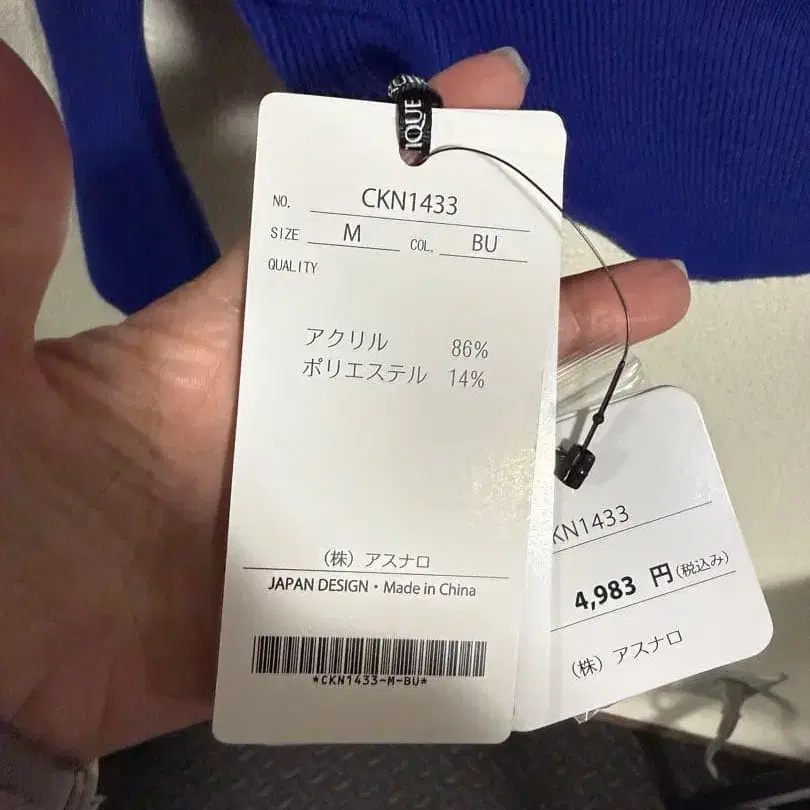 IQUE
NO. CKN1433
SIZE M COL. BU
QUALITY
アクリル 86%
ポリエステル 14%
(株) アスナロ
JAPAN DESIGN・Made in China
*CKN1433-M-BU*
KN1433
4,983 円(税込み)
(株) アスナロ